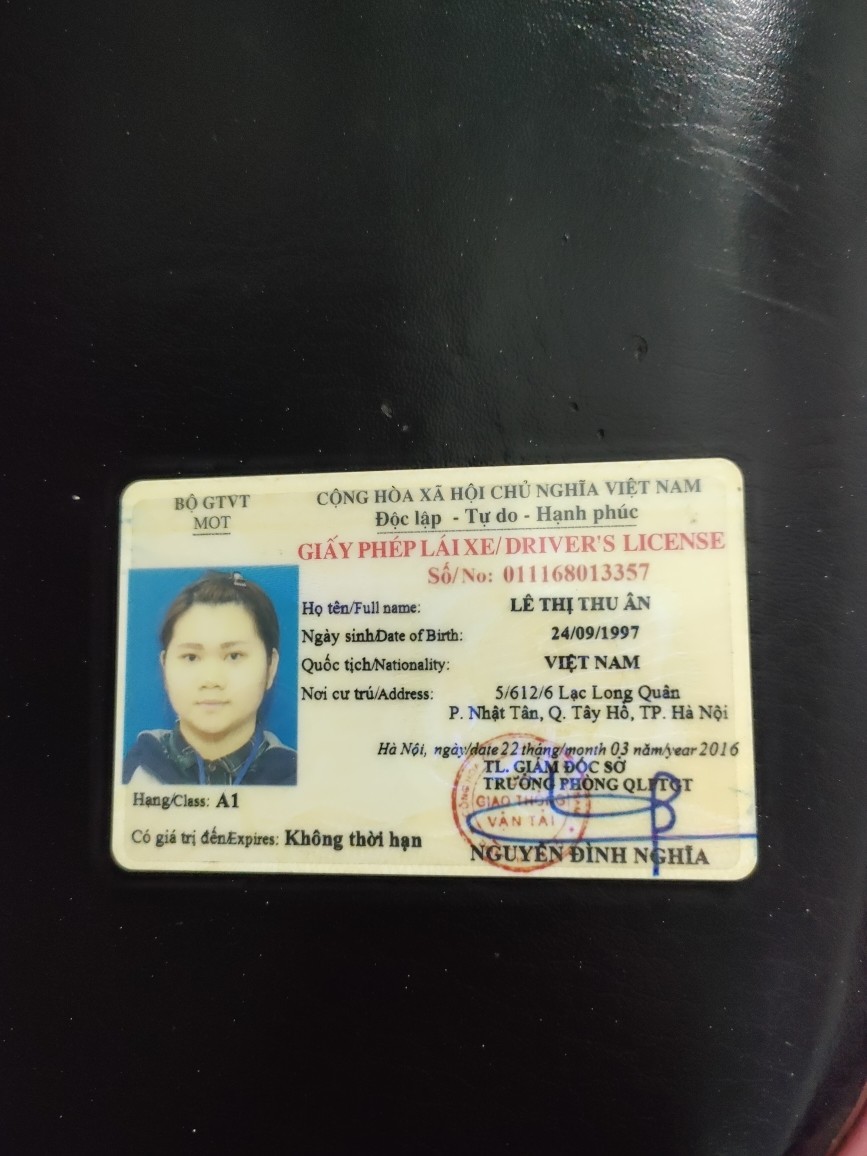 BỘ GTVT
MOT
CỘNG HÒA XÃ HỘI CHỦ NGHĨA VIỆT NAM
Độc lập - Tự do - Hạnh phúc
GIẤY PHÉP LÁI XE/DRIVER'S LICENSE
Số/No: 011168013357
Họ tên/Full name: LÊ THỊ THU ÂN
Ngày sinh/Date of Birth: 24/09/1997
Quốc tịch/Nationality: VIỆT NAM
Nơi cư trú/Address: 5/612/6 Lạc Long Quân
P. Nhật Tân, Q. Tây Hồ, TP. Hà Nội
Hà Nội, ngày/date 22 tháng/month 03 năm/year 2016
TL. GIÁM ĐỐC SỞ
TRƯỞNG PHÒNG QLPTGT
GIAO THÔNG
VẬN TẢI
NGUYỄN ĐÌNH NGHĨA
Hạng/Class: A1
Có giá trị đến/Expires: Không thời hạn